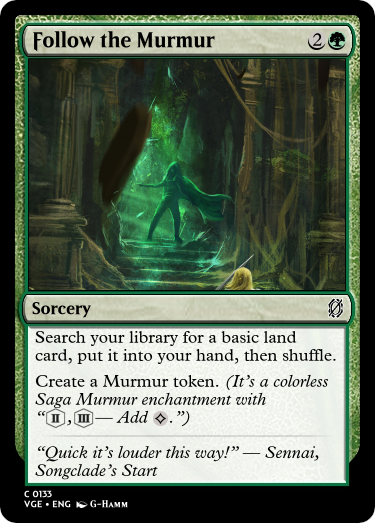 Follow the Murmur 2
Sorcery
Search your library for a basic land
card, put it into your hand, then shuffle.
Create a Murmur token. (It's a colorless
Saga Murmur enchantment with
“II, III— Add C.”)
“Quick it's louder this way!” — Sennai,
Songclade's Start
C 0133
VGE • ENG G-Hamm